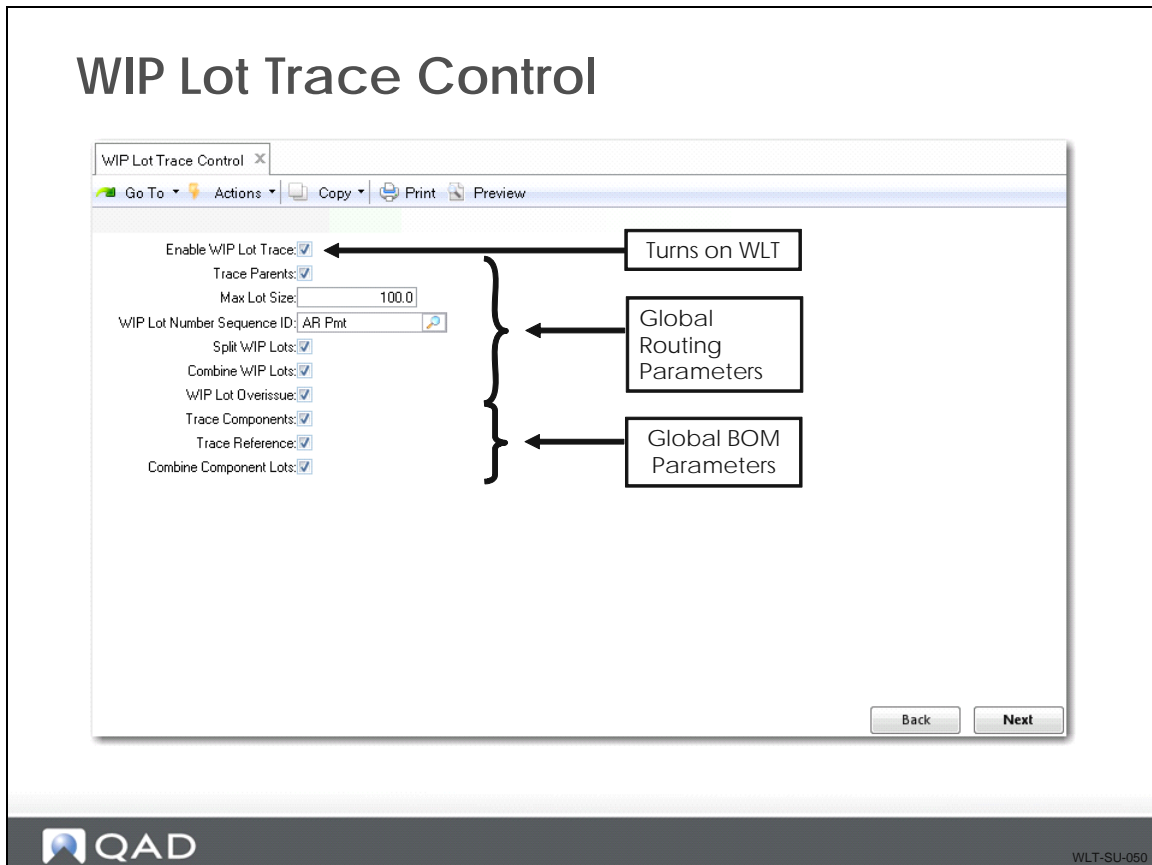 WIP Lot Trace Control
WIP Lot Trace Control
Go To Actions Copy Print Preview
Enable WIP Lot Trace: Turns on WLT
Trace Parents:
Max Lot Size: 100.0
WIP Lot Number Sequence ID: AR Pmt
Split WIP Lots:
Combine WIP Lots:
WIP Lot Overissue:
Global
Routing
Parameters
Trace Components:
Trace Reference:
Combine Component Lots:
Global BOM
Parameters
Back Next
QAD
WLT-SU-050